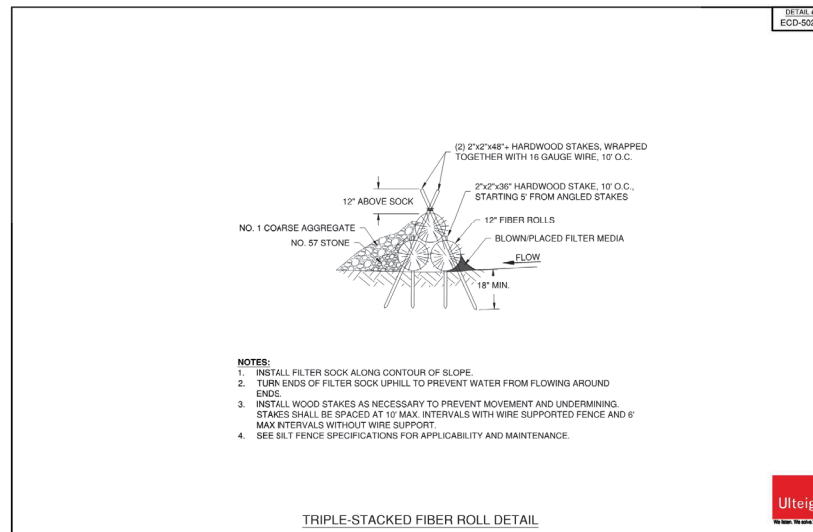 DETAIL
ECD-502
(2) 2"x2"x48"+ HARDWOOD STAKES, WRAPPED
TOGETHER WITH 16 GAUGE WIRE, 10' O.C.
2"x2"x36" HARDWOOD STAKE, 10' O.C.,
STARTING 5' FROM ANGLED STAKES
12" ABOVE SOCK
12" FIBER ROLLS
NO. 1 COARSE AGGREGATE
BLOWN/PLACED FILTER MEDIA
NO. 57 STONE
FLOW
18" MIN.
NOTES:
1. INSTALL FILTER SOCK ALONG CONTOUR OF SLOPE.
2. TURN ENDS OF FILTER SOCK UPHILL TO PREVENT WATER FROM FLOWING AROUND
ENDS.
3. INSTALL WOOD STAKES AS NECESSARY TO PREVENT MOVEMENT AND UNDERMINING.
STAKES SHALL BE SPACED AT 10' MAX. INTERVALS WITH WIRE SUPPORTED FENCE AND 6'
MAX INTERVALS WITHOUT WIRE SUPPORT.
4. SEE SILT FENCE SPECIFICATIONS FOR APPLICABILITY AND MAINTENANCE.
TRIPLE-STACKED FIBER ROLL DETAIL
Ulteig
We listen. We solve.